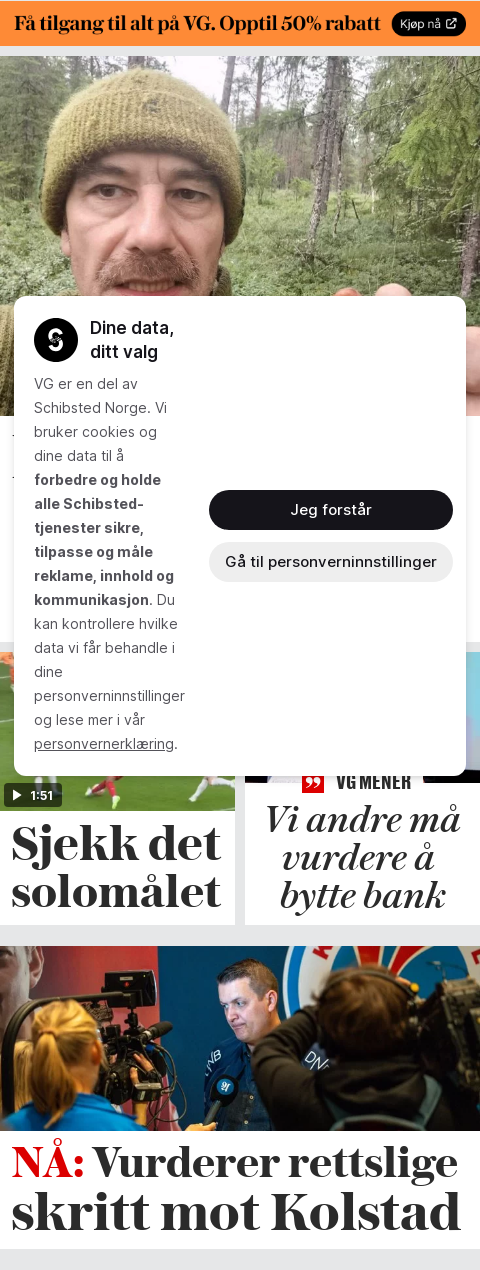 Få tilgang til alt på VG. Opptil 50% rabatt
Kjøp nå
Dine data,
ditt valg
VG er en del av
Schibsted Norge. Vi
bruker cookies og
dine data til å
forbedre og holde
alle Schibsted-
tjenester sikre,
tilpasse og måle
reklame, innhold og
kommunikasjon. Du
kan kontrollere hvilke
data vi får behandle i
dine
personverninnstillinger
og lese mer i vår
personvernerklæring.
Jeg forstår
Gå til personverninnstillinger
1:51
Sjekk det
solomålet
VG MENER
Vi andre må
vurdere å
bytte bank
DNB
DNB
NÅ: Vurderer rettslige
skritt mot Kolstad